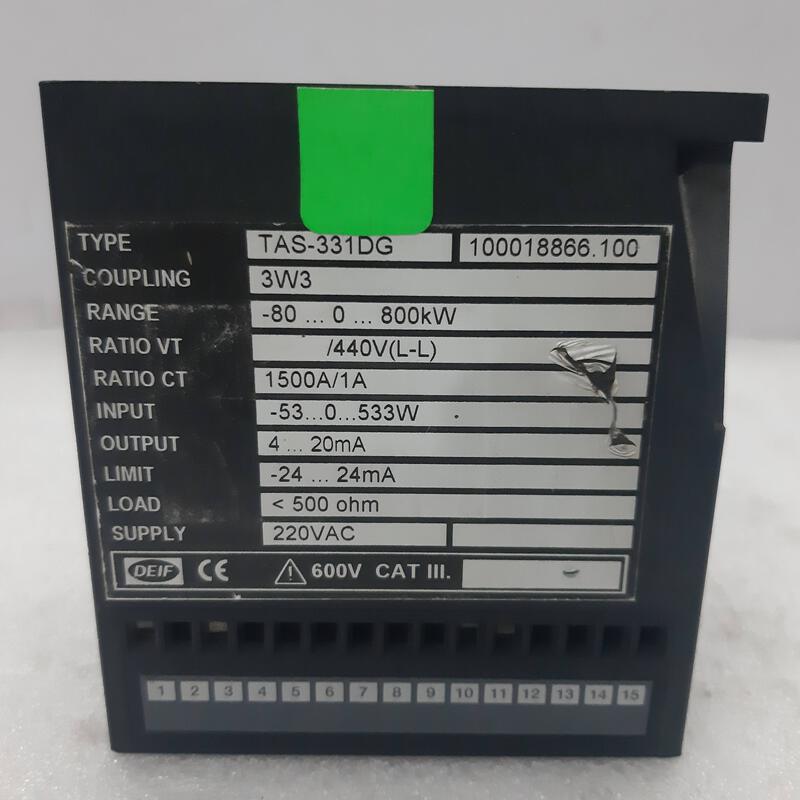 TYPE TAS-331DG 100018866.100
COUPLING 3W3
RANGE -80 ... 0 ... 800kW
RATIO VT /440V(L-L)
RATIO CT 1500A/1A
INPUT -53...0...533W
OUTPUT 4 ... 20mA
LIMIT -24 ... 24mA
LOAD < 500 ohm
SUPPLY 220VAC
DEIF CE 600V CAT III. -
1 2 3 4 5 6 7 8 9 10 11 12 13 14 15